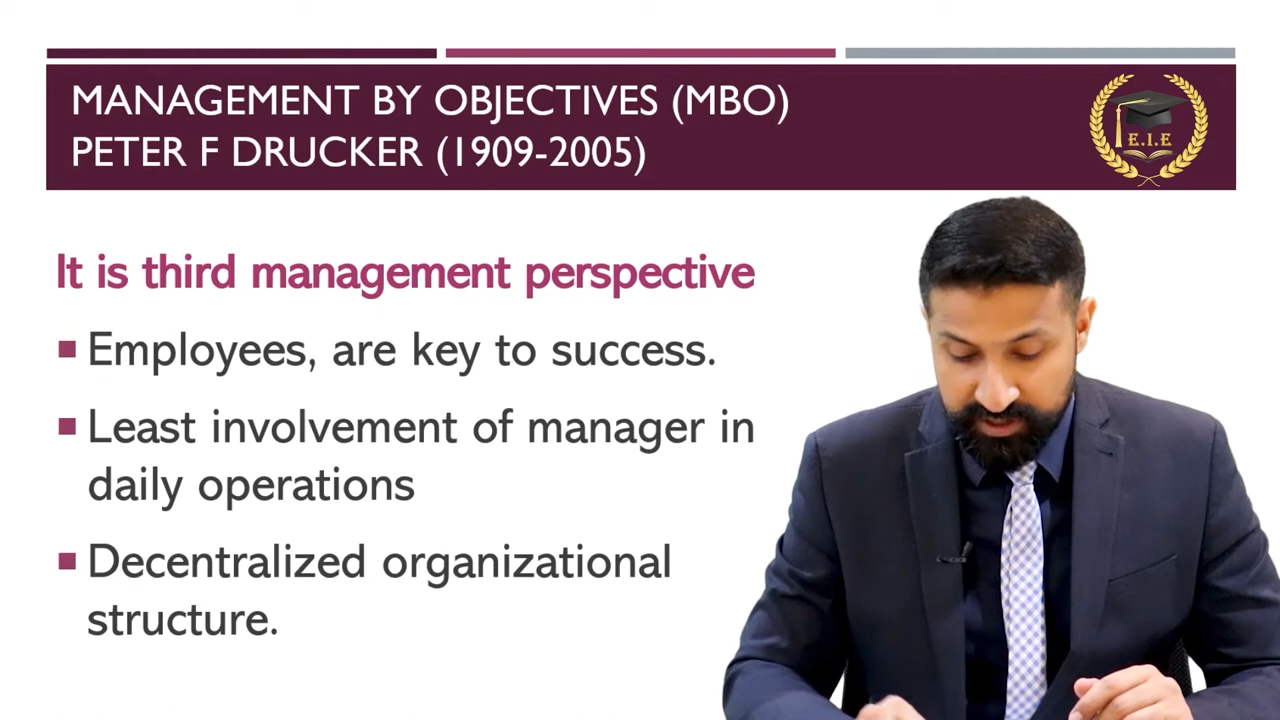 MANAGEMENT BY OBJECTIVES (MBO)
PETER F DRUCKER (1909-2005)
E.I.E
It is third management perspective
Employees, are key to success.
Least involvement of manager in
daily operations
Decentralized organizational
structure.